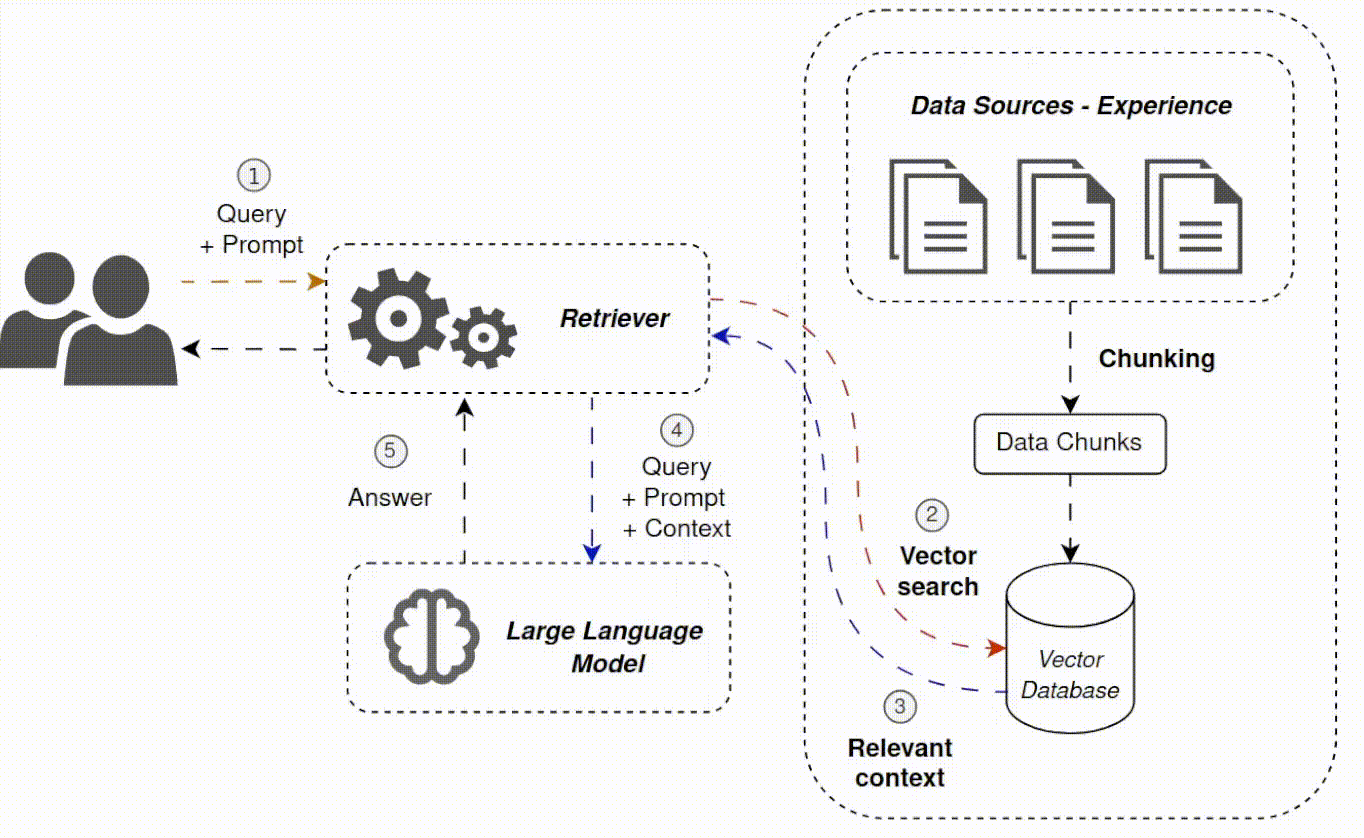 Data Sources - Experience
1
Query
+ Prompt
Retriever
Chunking
5
Answer
4
Query
+ Prompt
+ Context
Data Chunks
2
Vector
search
Large Language
Model
Vector
Database
3
Relevant
context